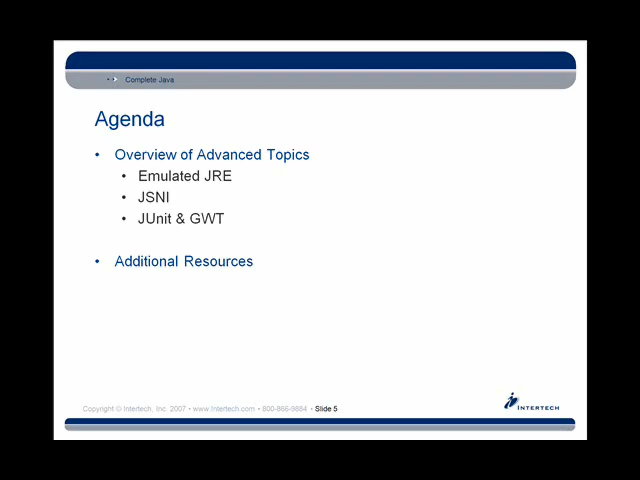 Complete Java
Agenda
• Overview of Advanced Topics
• Emulated JRE
• JSNI
• JUnit & GWT
• Additional Resources
Copyright © Intertech, Inc. 2007 • www.Intertech.com • 800-866-9884 • Slide 5
INTERTECH